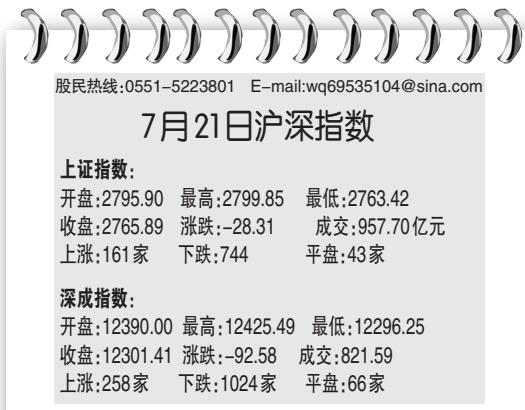 股民热线:0551-5223801 E-mail:wq69535104@sina.com
7月21日沪深指数
上证指数:
开盘:2795.90 最高:2799.85 最低:2763.42
收盘:2765.89 涨跌:-28.31 成交:957.70亿元
上涨:161家 下跌:744 平盘:43家
深成指数:
开盘:12390.00 最高:12425.49 最低:12296.25
收盘:12301.41 涨跌:-92.58 成交:821.59
上涨:258家 下跌:1024家 平盘:66家